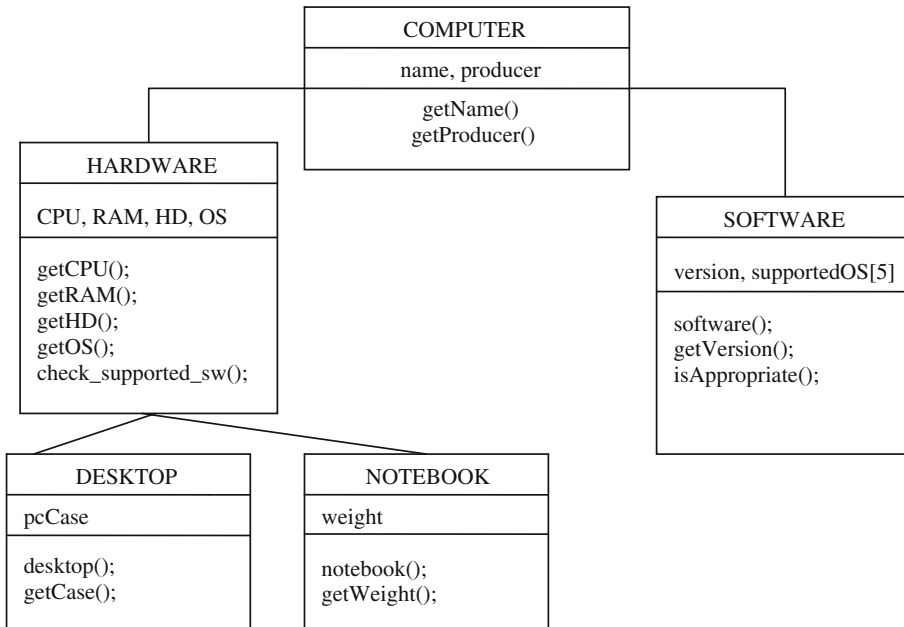 COMPUTER
name, producer
getName()
getProducer()
HARDWARE
CPU, RAM, HD, OS
getCPU();
getRAM();
getHD();
getOS();
check_supported_sw();
SOFTWARE
version, supportedOS[5]
software();
getVersion();
isAppropriate();
DESKTOP
pcCase
desktop();
getCase();
NOTEBOOK
weight
notebook();
getWeight();